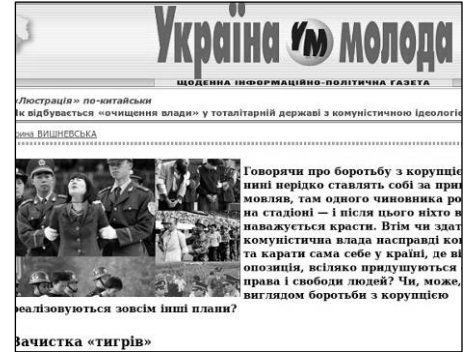 Україна УМ молода
ЩОДЕННА ІНФОРМАЦІЙНО-ПОЛІТИЧНА ГАЗЕТА
«Люстрація» по-китайськи
Як відбувається «очищення влади» у тоталітарній державі з комуністичною ідеологіє
рина ВИШНЕВСЬКА
Говорячи про боротьбу з корупціє
нині нерідко ставлять собі за при
мовляв, там одного чиновника ро
на стадіоні — і після цього ніхто в
наважується красти. Втім чи здат
комуністична влада насправді ко
та карати сама себе у країні, де ві
опозиція, всіляко придушуються
права і свободи людей? Чи, може,
виглядом боротьби з корупцією
реалізовуються зовсім інші плани?
Зачистка «тигрів»